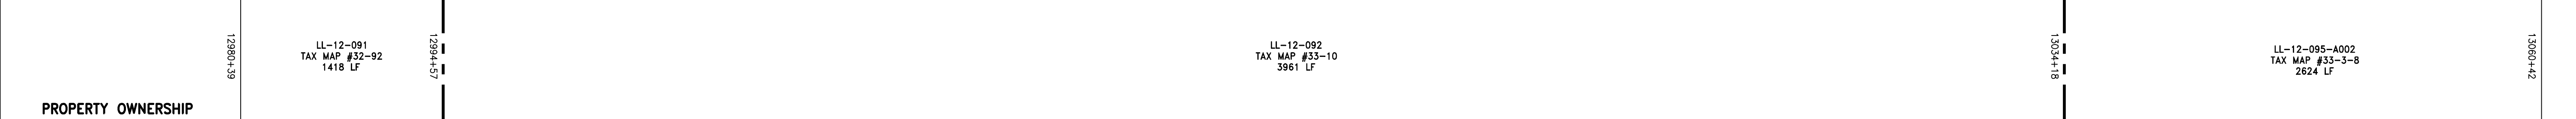 PROPERTY OWNERSHIP
12980+39
LL-12-091
TAX MAP #32-92
1418 LF
12994+57
LL-12-092
TAX MAP #33-10
3961 LF
13034+18
LL-12-095-A002
TAX MAP #33-3-8
2624 LF
13060+42